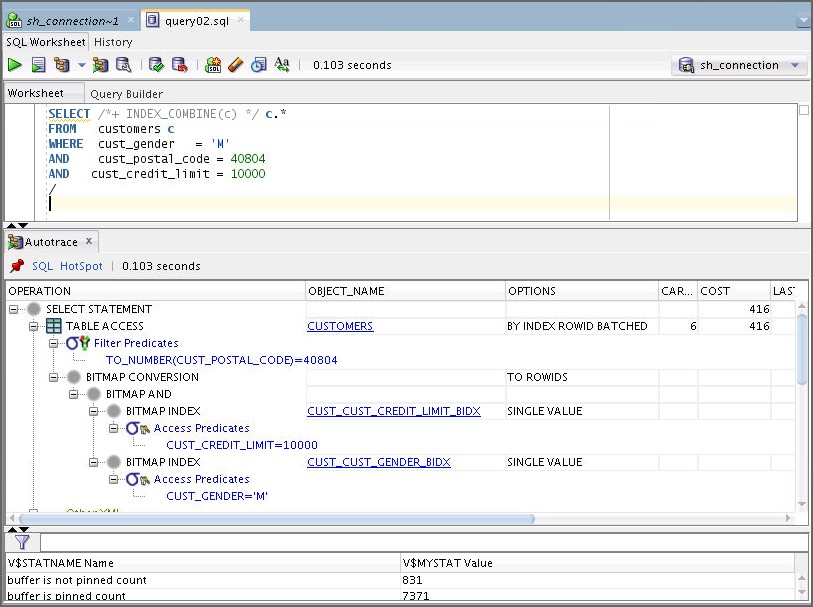 sh_connection~1 × query02.sql ×
SQL Worksheet History
0.103 seconds sh_connection
Worksheet Query Builder
SELECT /*+ INDEX_COMBINE(c) */ c.*
FROM customers c
WHERE cust_gender = 'M'
AND cust_postal_code = 40804
AND cust_credit_limit = 10000
/
Autotrace ×
SQL HotSpot | 0.103 seconds
OPERATION OBJECT_NAME OPTIONS CAR... COST LAST
SELECT STATEMENT 416
TABLE ACCESS CUSTOMERS BY INDEX ROWID BATCHED 6 416
Filter Predicates
TO_NUMBER(CUST_POSTAL_CODE)=40804
BITMAP CONVERSION TO ROWIDS
BITMAP AND
BITMAP INDEX CUST_CUST_CREDIT_LIMIT_BIDX SINGLE VALUE
Access Predicates
CUST_CREDIT_LIMIT=10000
BITMAP INDEX CUST_CUST_GENDER_BIDX SINGLE VALUE
Access Predicates
CUST_GENDER='M'
V$STATNAME Name V$MYSTAT Value
buffer is not pinned count 831
buffer is pinned count 7371